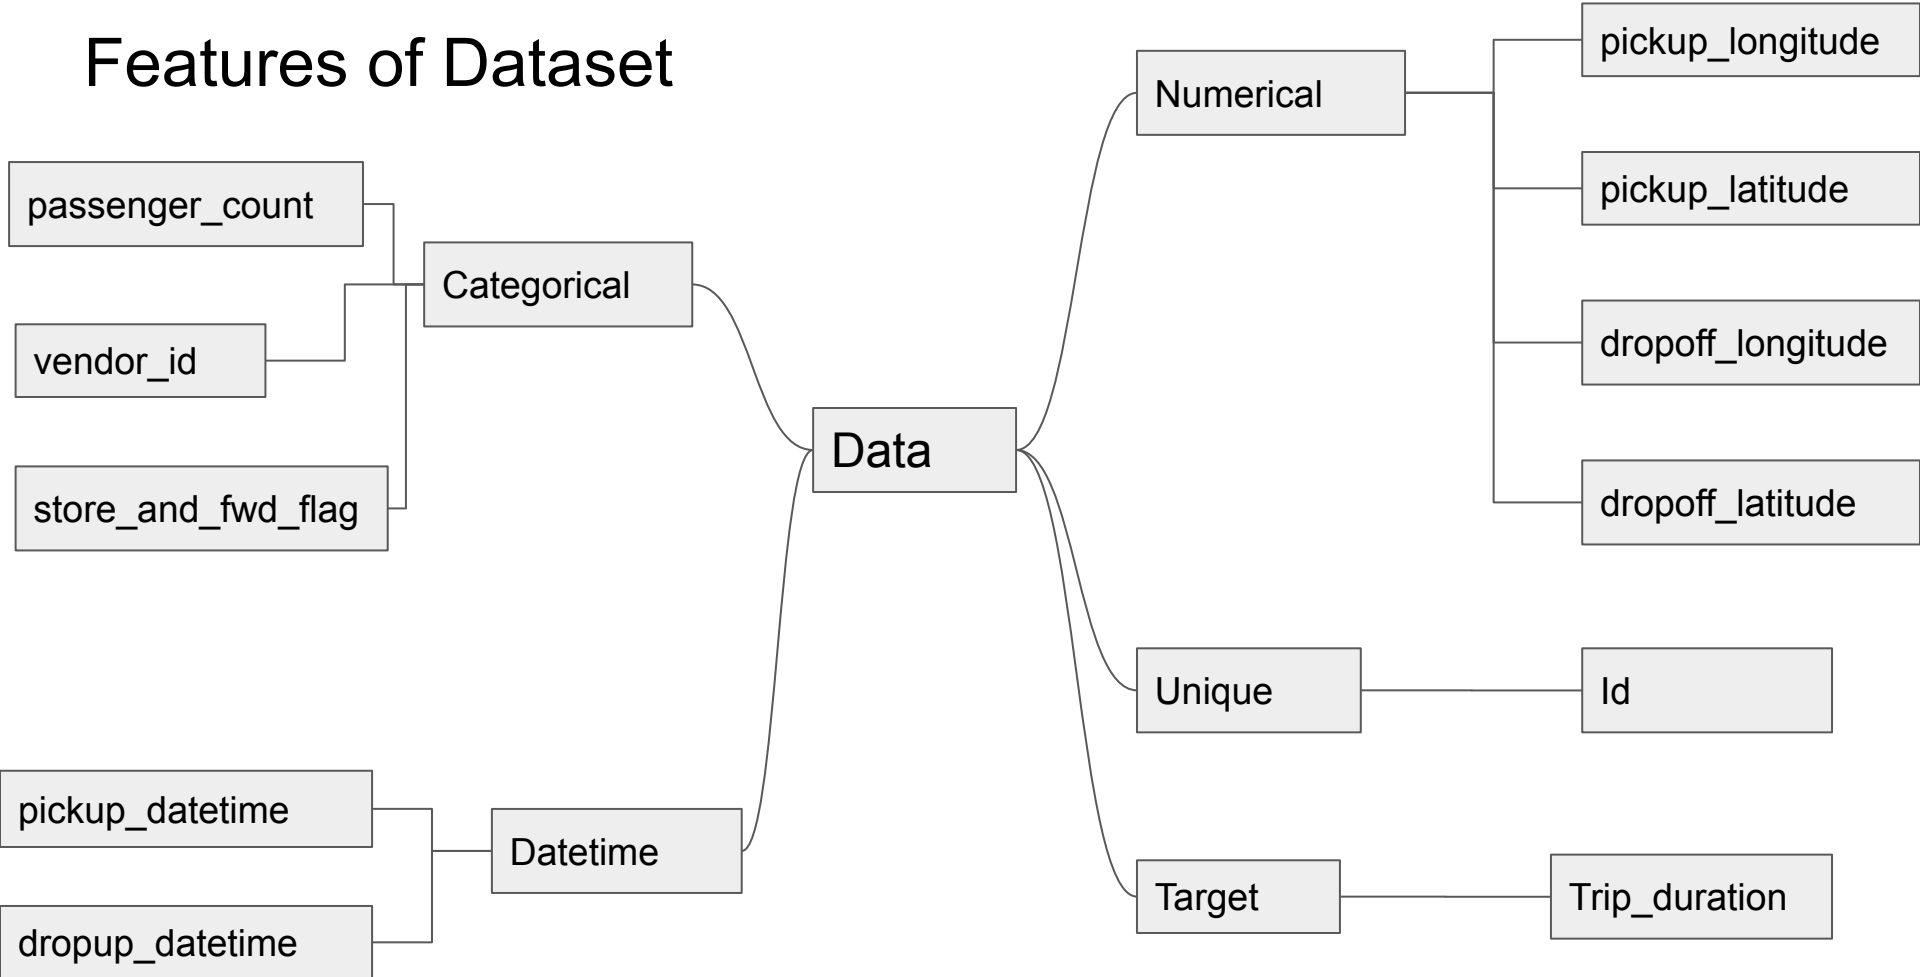 Features of Dataset
passenger_count
vendor_id
store_and_fwd_flag
Categorical
pickup_datetime
dropup_datetime
Datetime
Data
Numerical
pickup_longitude
pickup_latitude
dropoff_longitude
dropoff_latitude
Unique
Id
Target
Trip_duration